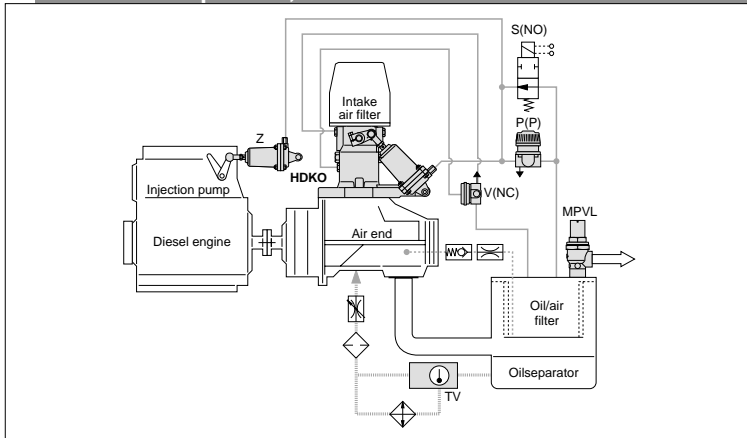 S(NO)
P(P)
Intake
air filter
Z
HDKO
V(NC)
Injection pump
MPVL
Diesel engine
Air end
Oil/air
filter
Oilseparator
TV